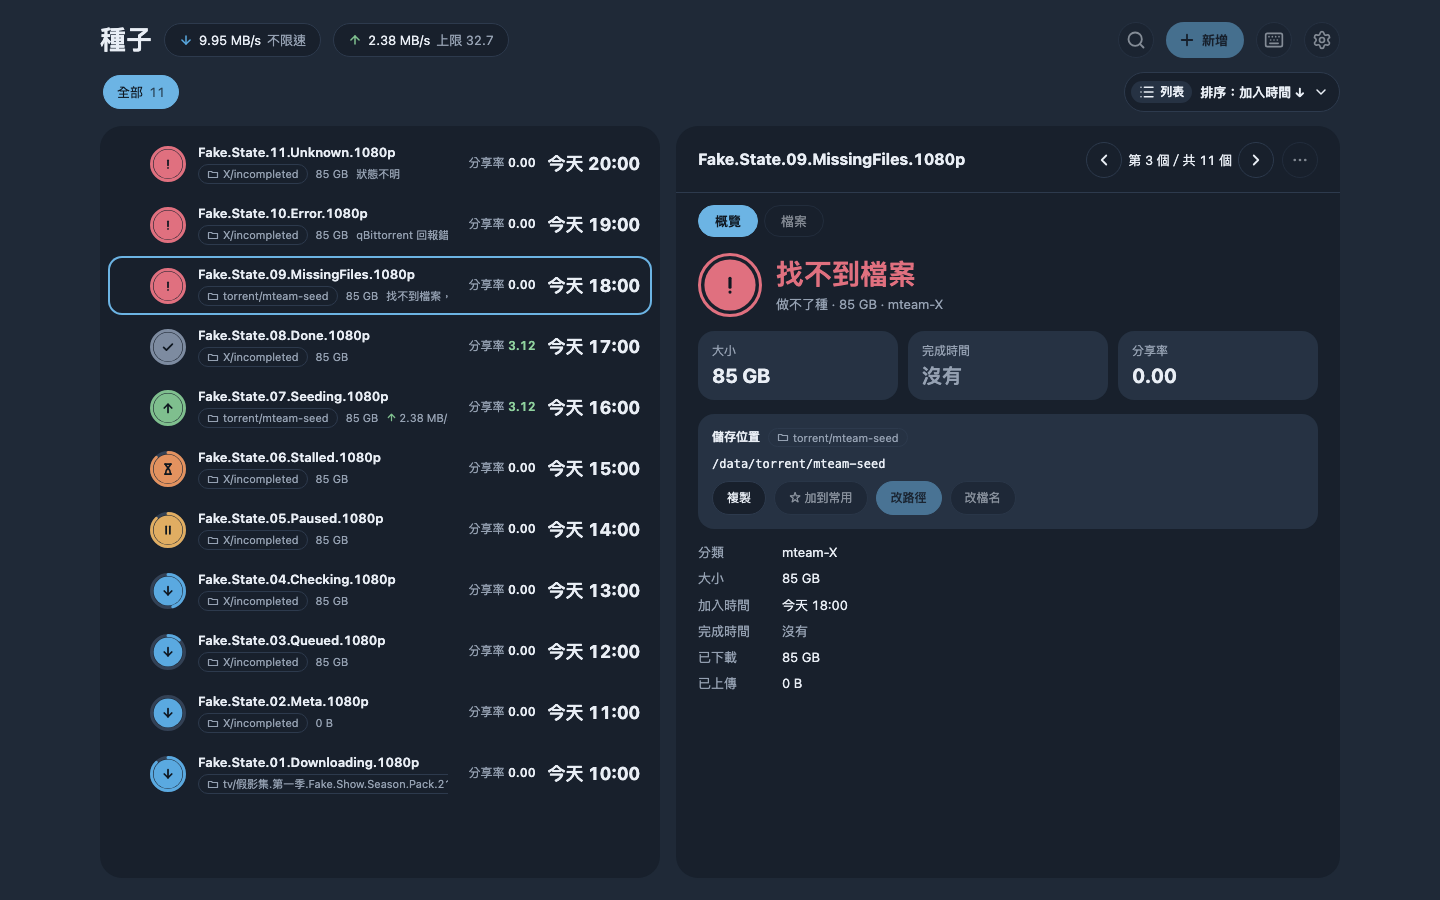 種子 9.95 MB/s 不限速 2.38 MB/s 上限 32.7 新增
全部 11 列表 排序：加入時間
Fake.State.11.Unknown.1080p
X/incompleted 85 GB 狀態不明
分享率 0.00 今天 20:00
Fake.State.10.Error.1080p
X/incompleted 85 GB qBittorrent 回報錯
分享率 0.00 今天 19:00
Fake.State.09.MissingFiles.1080p
torrent/mteam-seed 85 GB 找不到檔案，
分享率 0.00 今天 18:00
Fake.State.08.Done.1080p
X/incompleted 85 GB
分享率 3.12 今天 17:00
Fake.State.07.Seeding.1080p
torrent/mteam-seed 85 GB 2.38 MB/
分享率 3.12 今天 16:00
Fake.State.06.Stalled.1080p
X/incompleted 85 GB
分享率 0.00 今天 15:00
Fake.State.05.Paused.1080p
X/incompleted 85 GB
分享率 0.00 今天 14:00
Fake.State.04.Checking.1080p
X/incompleted 85 GB
分享率 0.00 今天 13:00
Fake.State.03.Queued.1080p
X/incompleted 85 GB
分享率 0.00 今天 12:00
Fake.State.02.Meta.1080p
X/incompleted 0 B
分享率 0.00 今天 11:00
Fake.State.01.Downloading.1080p
tv/假影集.第一季.Fake.Show.Season.Pack.2
分享率 0.00 今天 10:00
Fake.State.09.MissingFiles.1080p 第 3 個 / 共 11 個
概覽 檔案
找不到檔案
做不了種 · 85 GB · mteam-X
大小 完成時間 分享率
85 GB 沒有 0.00
儲存位置 torrent/mteam-seed
/data/torrent/mteam-seed
複製 加到常用 改路徑 改檔名
分類 mteam-X
大小 85 GB
加入時間 今天 18:00
完成時間 沒有
已下載 85 GB
已上傳 0 B